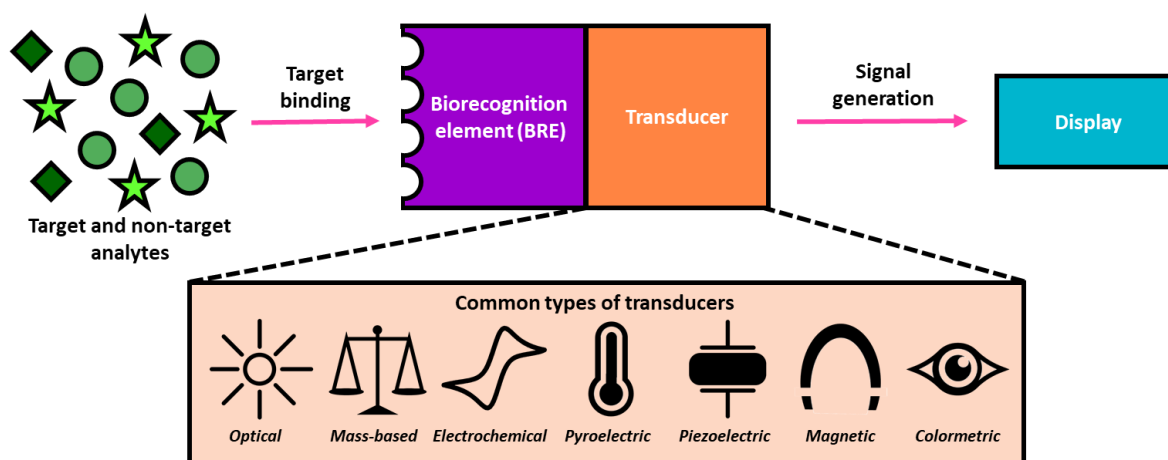 Target and non-target
analytes
Target
binding
Biorecognition
element (BRE)
Transducer
Signal
generation
Display
Common types of transducers
Optical
Mass-based
Electrochemical
Pyroelectric
Piezoelectric
Magnetic
Colormetric